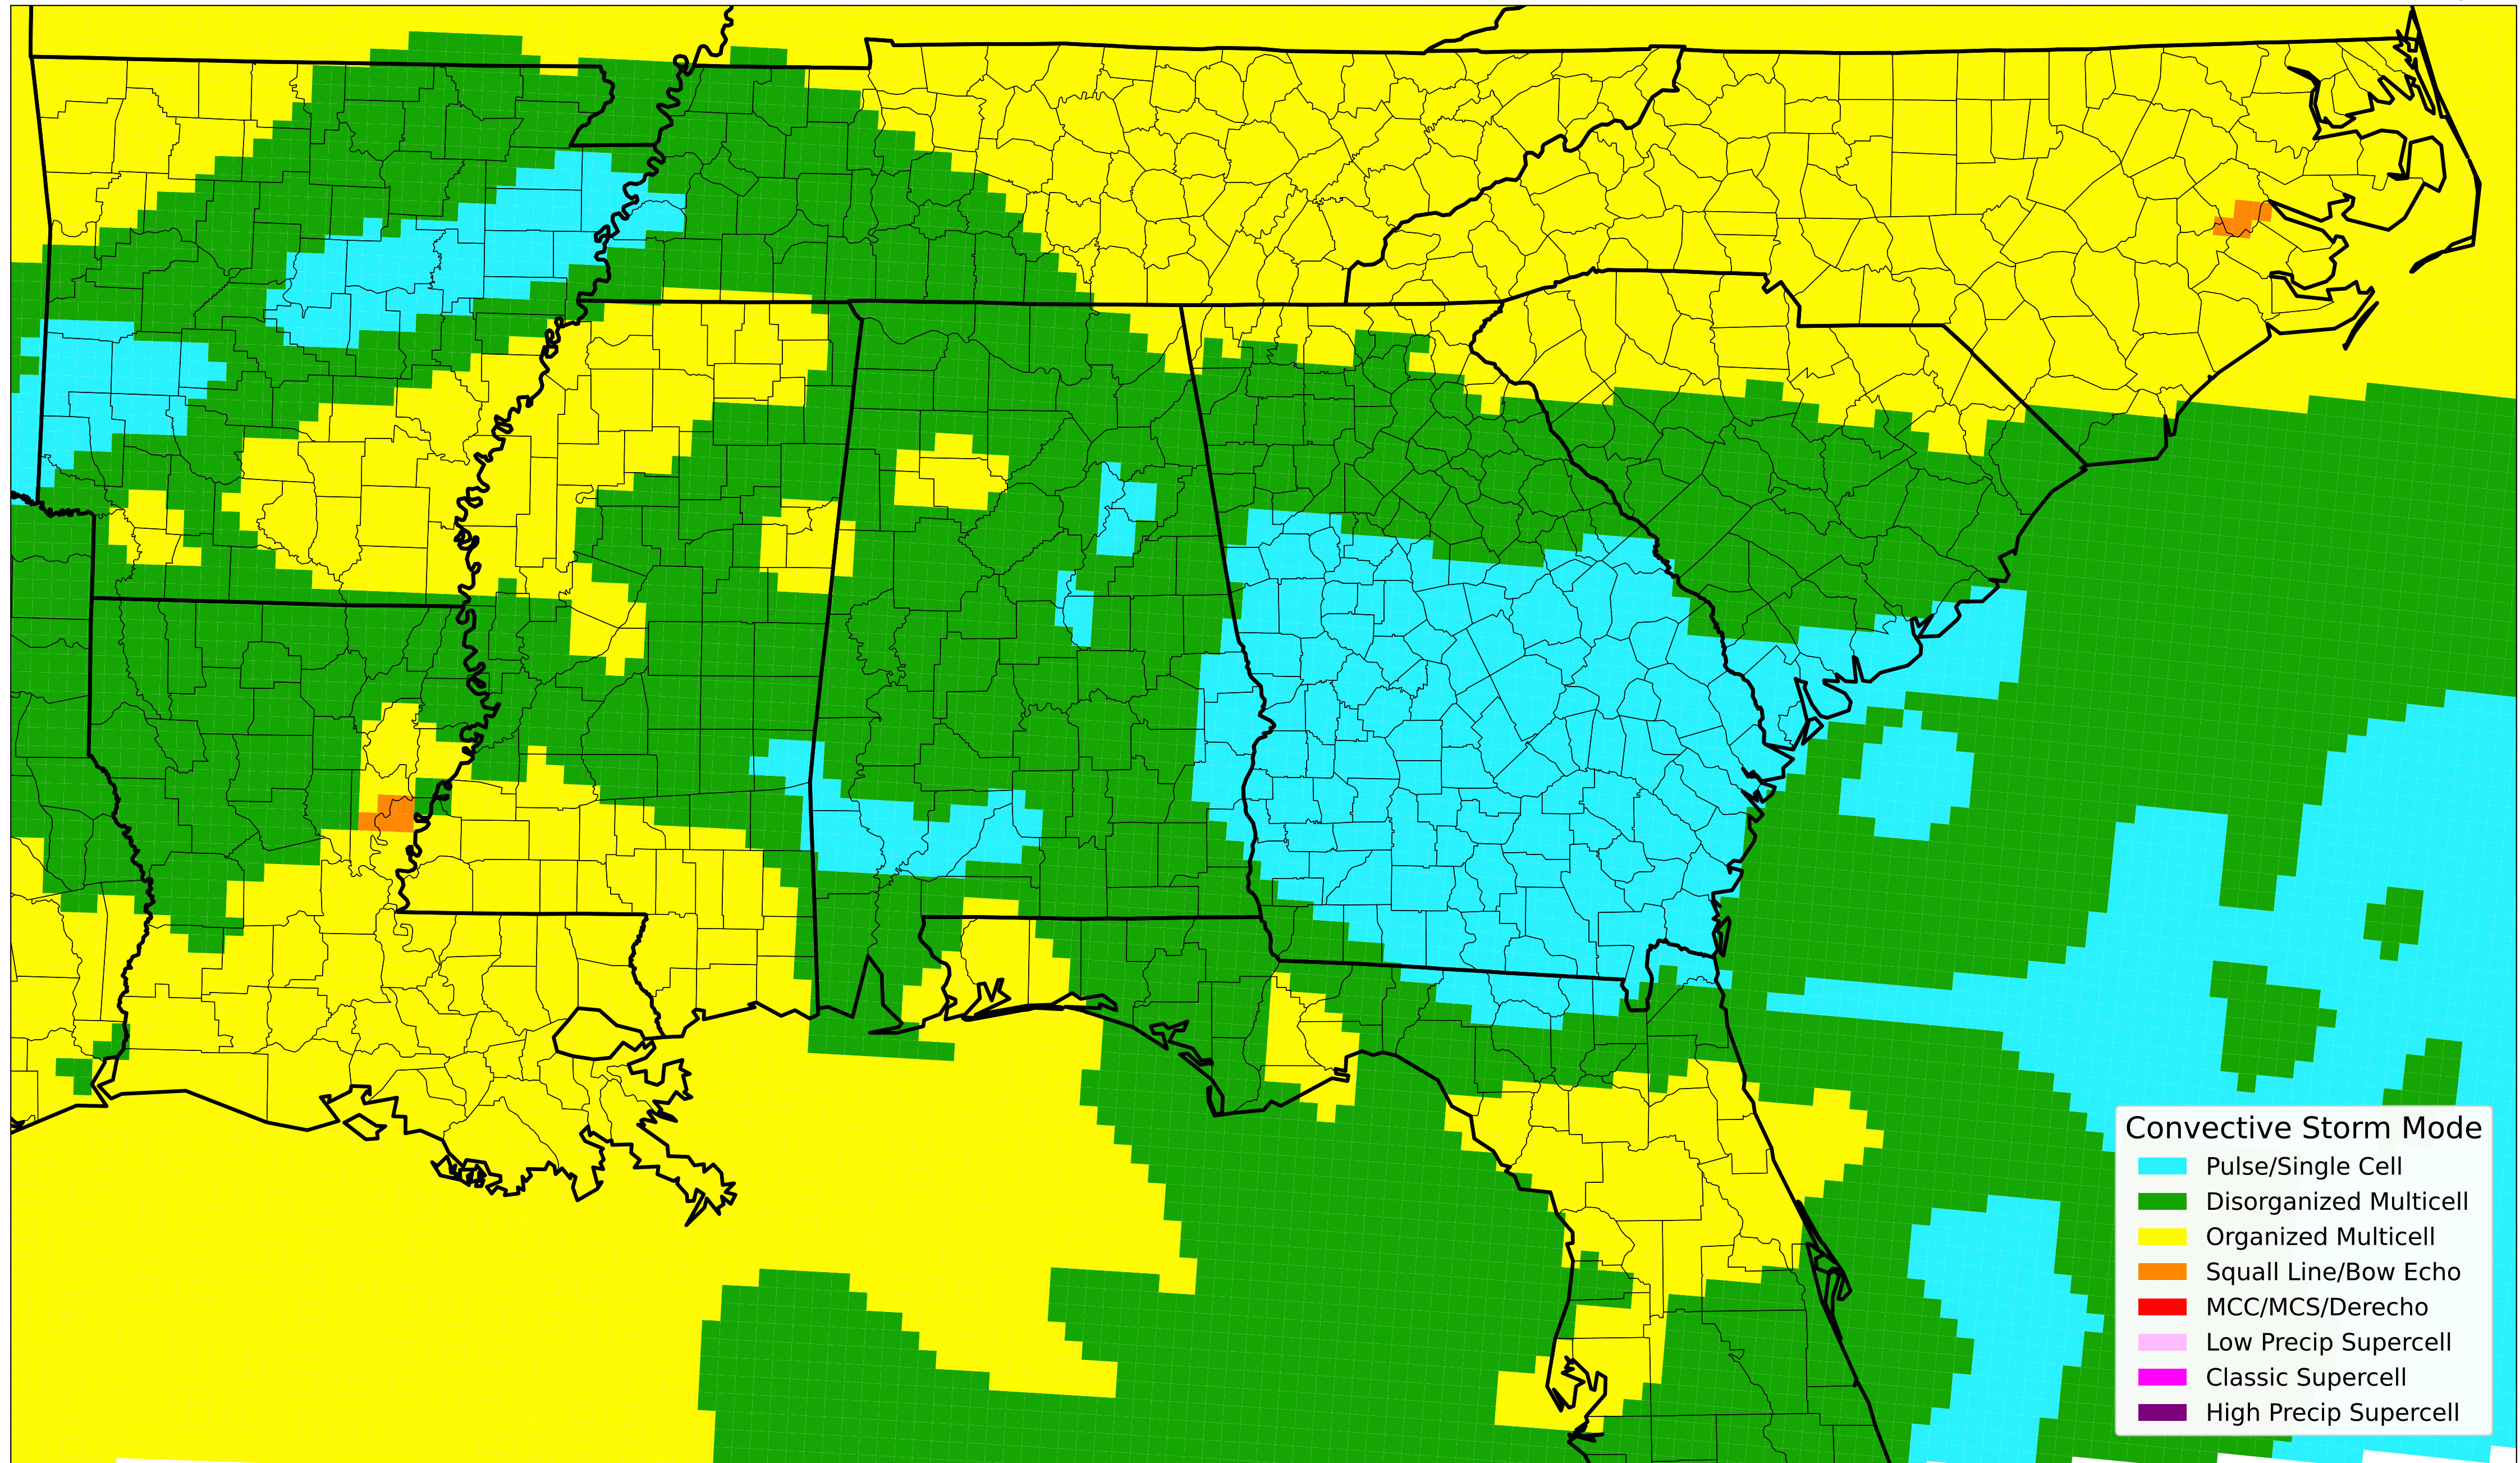 Convective Storm Mode
Pulse/Single Cell
Disorganized Multicell
Organized Multicell
Squall Line/Bow Echo
MCC/MCS/Derecho
Low Precip Supercell
Classic Supercell
High Precip Supercell